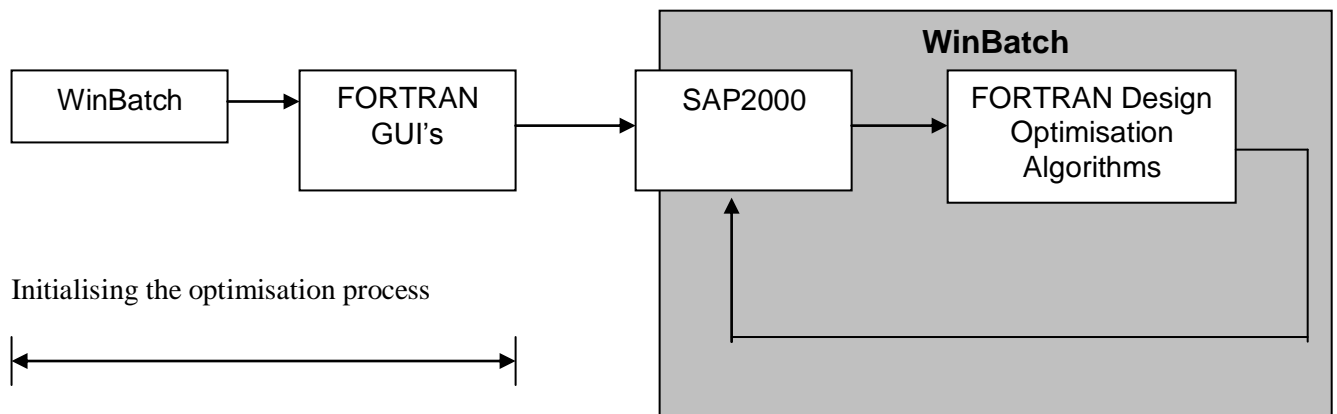 WinBatch
WinBatch
FORTRAN
GUI's
SAP2000
FORTRAN Design
Optimisation
Algorithms
Initialising the optimisation process